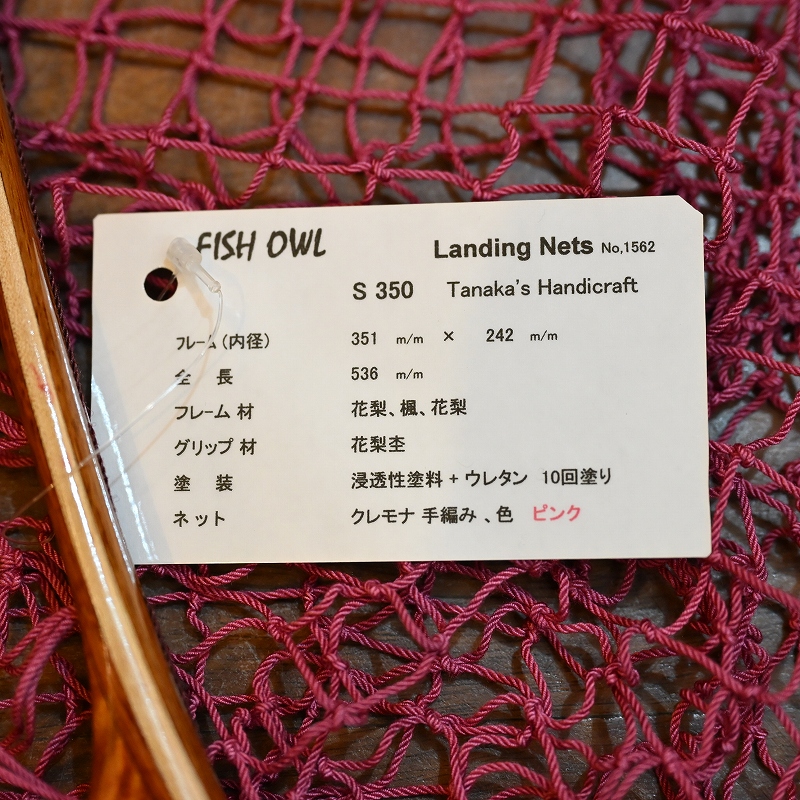 FISH OWL Landing Nets No,1562
S 350 Tanaka's Handicraft
フレーム(内径) 351 m/m × 242 m/m
全 長 536 m/m
フレーム 材 花梨、楓、花梨
グリップ 材 花梨杢
塗 装 浸透性塗料 + ウレタン 10回塗り
ネット クレモナ 手編み 、色 ピンク